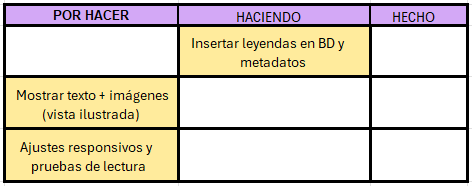 POR HACER
HACIENDO
HECHO
Insertar leyendas en BD y
metadatos
Mostrar texto + imágenes
(vista ilustrada)
Ajustes responsivos y
pruebas de lectura